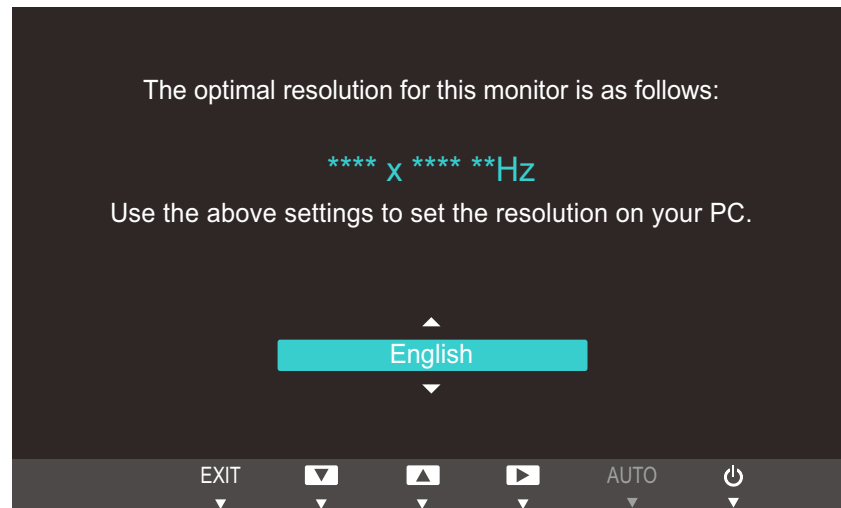 The optimal resolution for this monitor is as follows:
**** x **** **Hz
Use the above settings to set the resolution on your PC.
English
EXIT AUTO